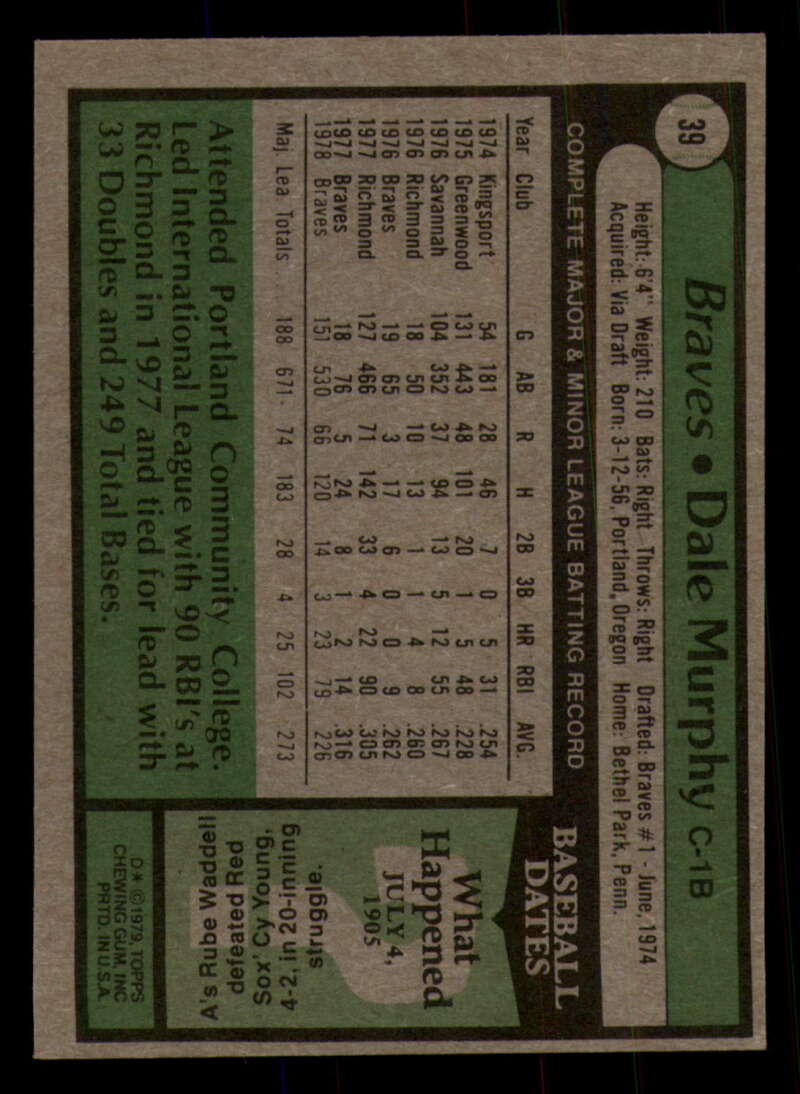 39
Braves • Dale Murphy C-1B
Height: 6'4" Weight: 210 Bats: Right Throws: Right Drafted: Braves #1 - June, 1974
Acquired: Via Draft Born: 3-12-56, Portland, Oregon Home: Bethel Park, Penn.
COMPLETE MAJOR & MINOR LEAGUE BATTING RECORD
Year Club G AB R H 2B 3B HR RBI AVG.
1974 Kingsport 54 181 28 46 7 0 5 31 .254
1975 Greenwood 131 443 48 101 20 1 5 48 .228
1976 Savannah 104 352 37 94 13 5 12 55 .267
1976 Richmond 18 50 10 13 1 1 4 8 .260
1976 Braves 19 65 3 17 6 0 0 9 .262
1977 Richmond 127 466 71 142 33 4 22 90 .305
1977 Braves 18 76 5 24 8 1 2 14 .316
1978 Braves 151 530 66 120 14 3 23 79 .226
Maj. Lea Totals 188 671 74 183 28 4 25 102 .273
Attended Portland Community College.
Led International League with 90 RBI's at
Richmond in 1977 and tied for lead with
33 Doubles and 249 Total Bases.
BASEBALL
DATES
What
Happened
JULY 4,
1905
A's Rube Waddell
defeated Red
Sox' Cy Young,
4-2, in 20-inning
struggle.
D* © 1979, TOPPS
CHEWING GUM, INC.
PRTD. IN U.S.A.